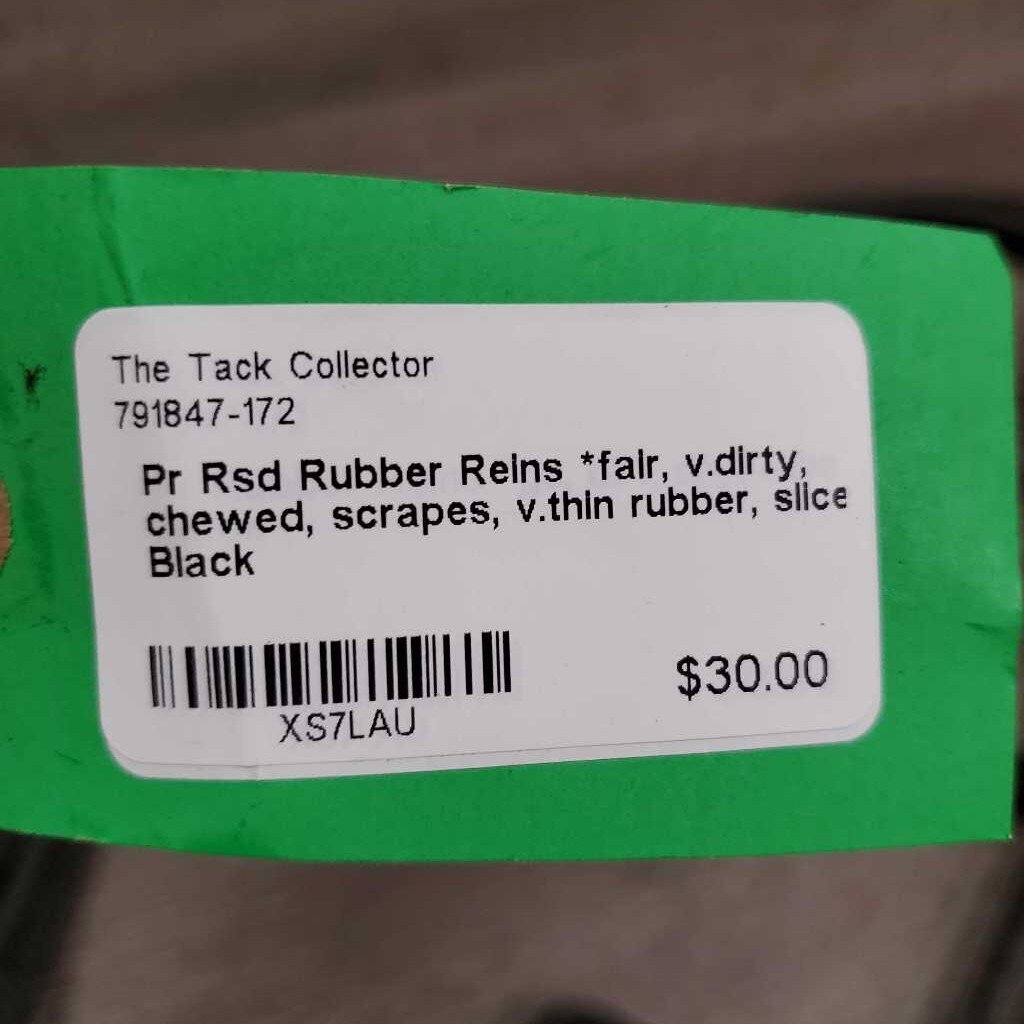 The Tack Collector
791847-172
Pr Rsd Rubber Reins *fair, v.dirty,
chewed, scrapes, v.thin rubber, slice
Black
XS7LAU
$30.00